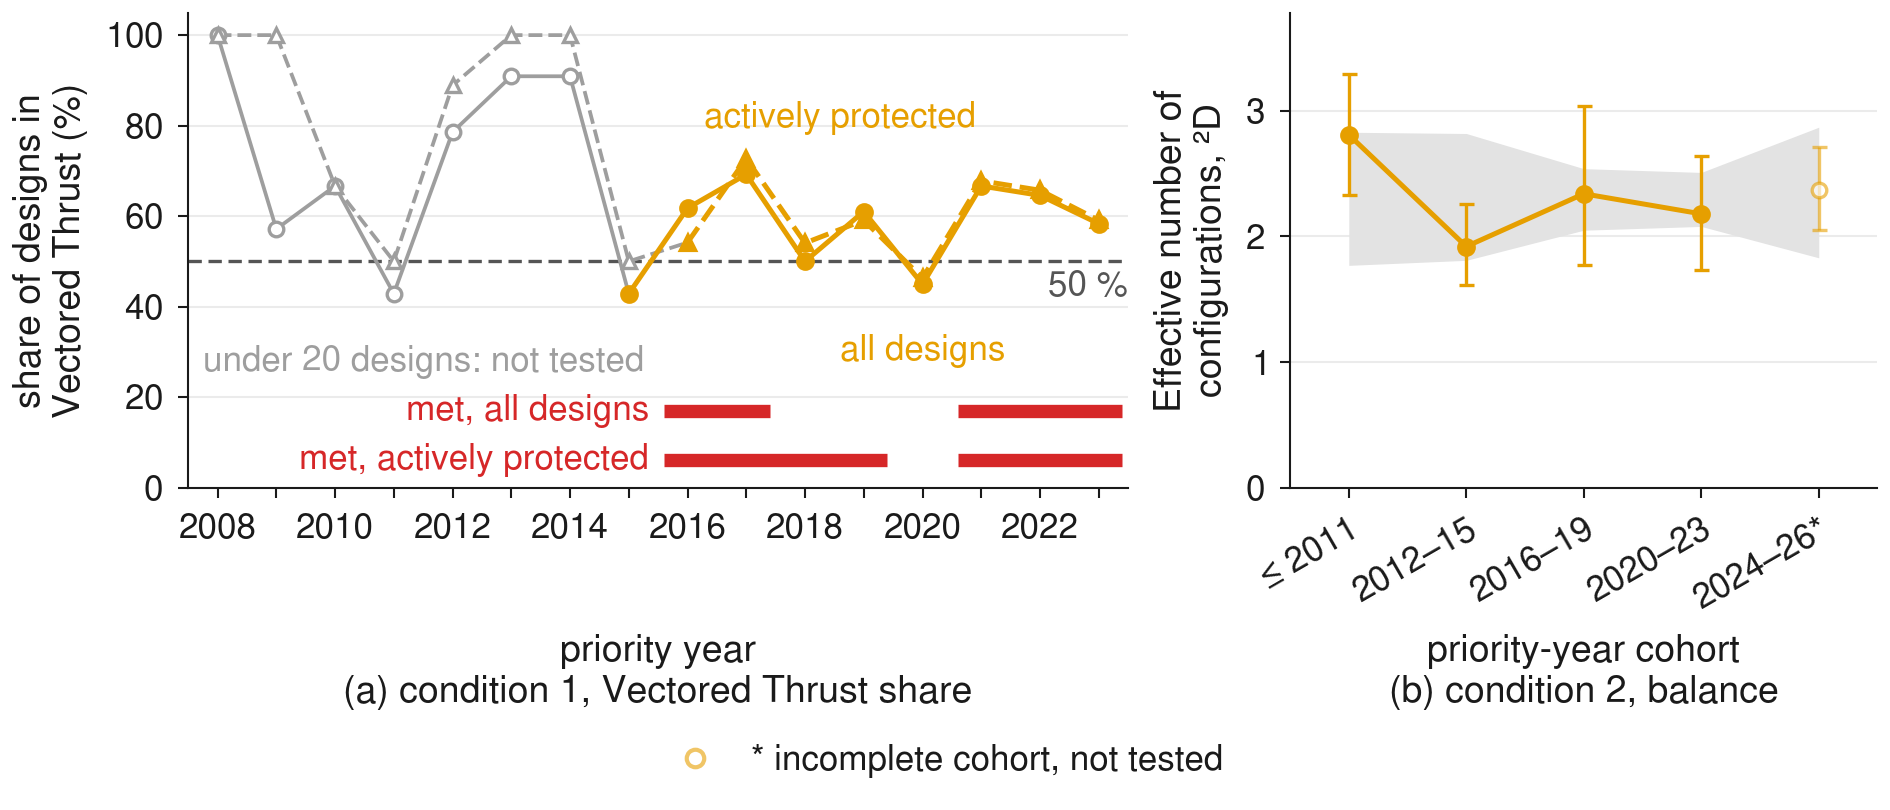 share of designs in
Vectored Thrust (%)
100
80
60
40
20
0
actively protected
50 %
all designs
under 20 designs: not tested
met, all designs
met, actively protected
2008 2010 2012 2014 2016 2018 2020 2022
priority year
(a) condition 1, Vectored Thrust share
Effective number of
configurations, ²D
3
2
1
0
≤ 2011
2012–15
2016–19
2020–23
2024–26*
priority-year cohort
(b) condition 2, balance
* incomplete cohort, not tested